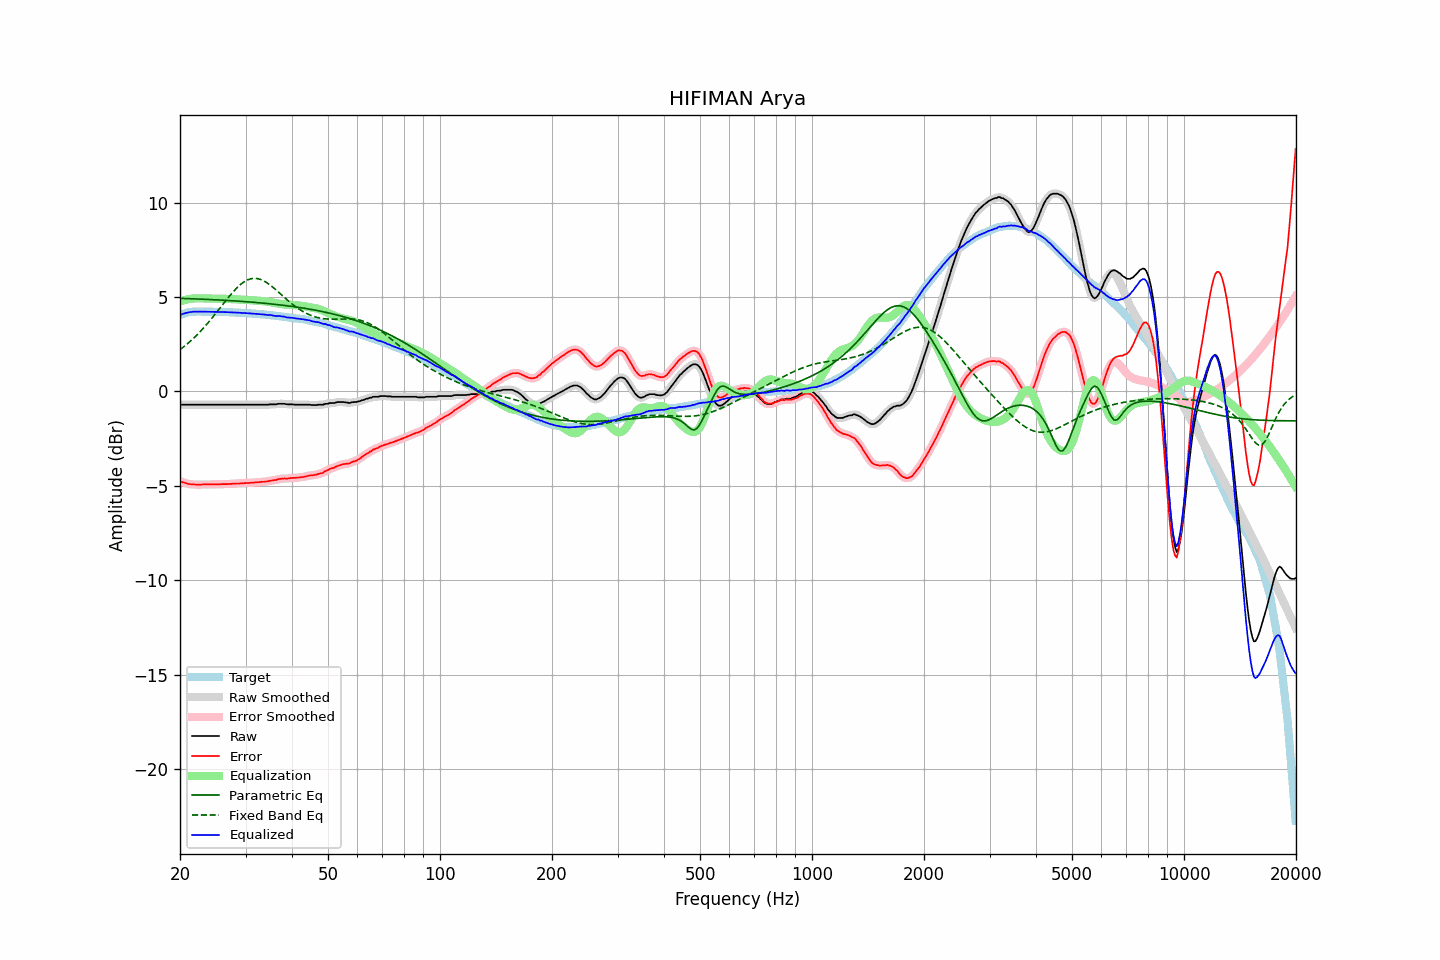 HIFIMAN Arya
Amplitude (dBr)
10
5
0
−5
−10
−15
−20
Target
Raw Smoothed
Error Smoothed
Raw
Error
Equalization
Parametric Eq
Fixed Band Eq
Equalized
20 50 100 200 500 1000 2000 5000 10000 20000
Frequency (Hz)